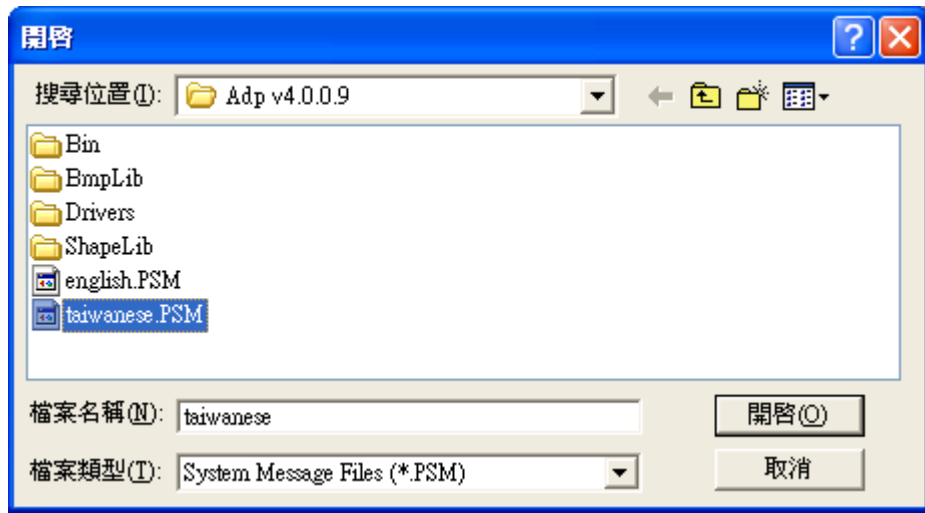 開啓
搜尋位置(I): Adp v4.0.0.9
Bin
BmpLib
Drivers
ShapeLib
english.PSM
taiwanese.PSM
檔案名稱(N): taiwanese 開啓(O)
檔案類型(T): System Message Files (*.PSM) 取消